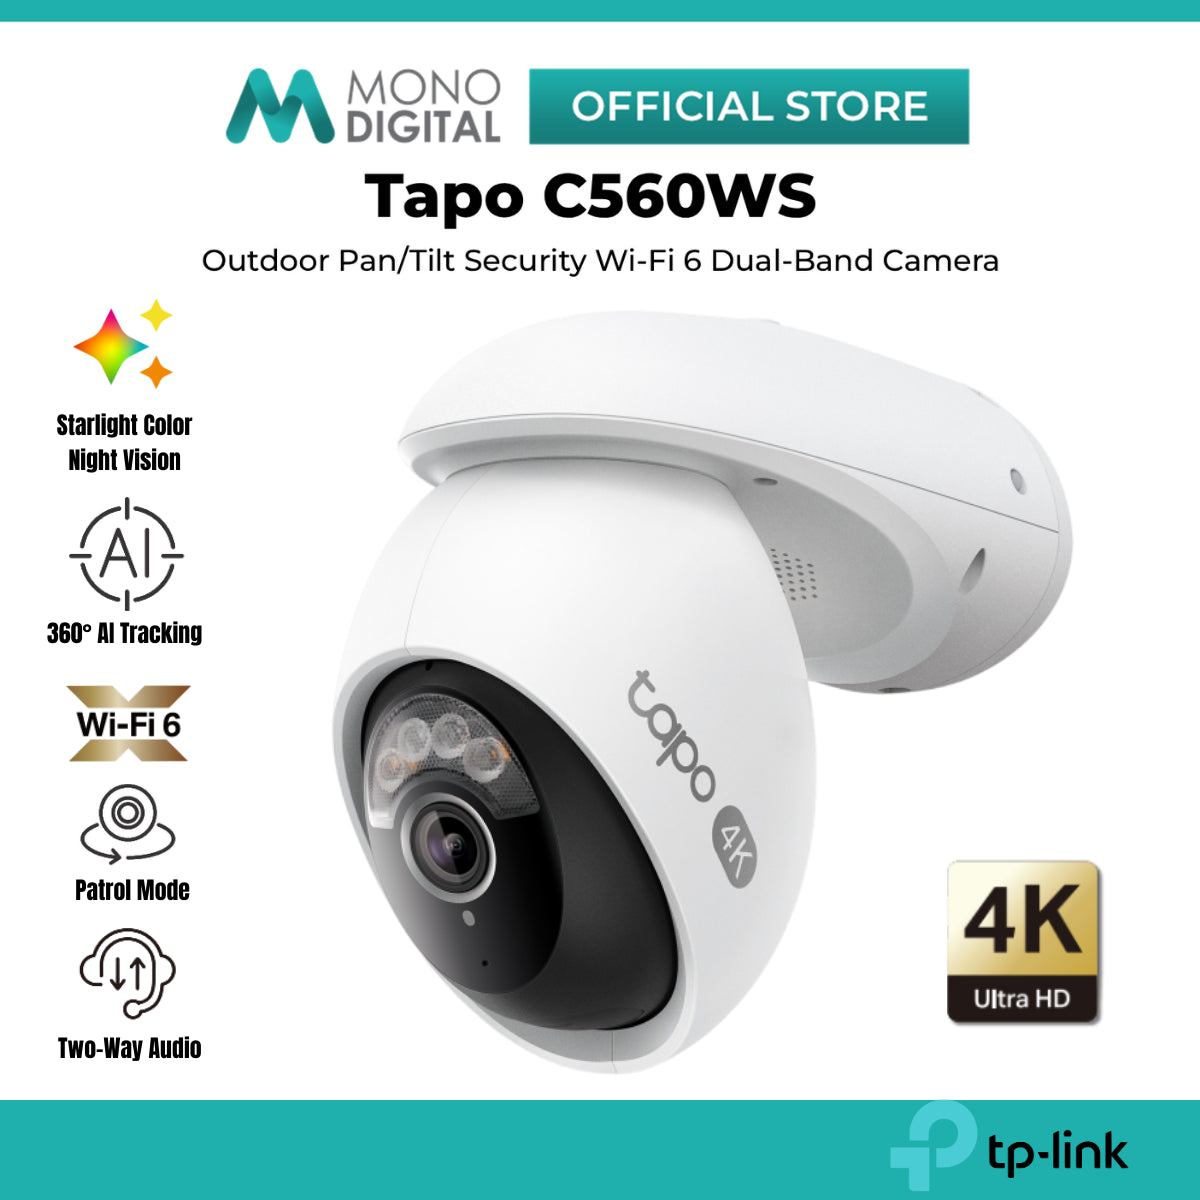 MONO
DIGITAL
OFFICIAL STORE
Tapo C560WS
Outdoor Pan/Tilt Security Wi-Fi 6 Dual-Band Camera
Starlight Color
Night Vision
AI
360° AI Tracking
Wi-Fi 6
Patrol Mode
Two-Way Audio
tapo
4K
4K
Ultra HD
tp-link